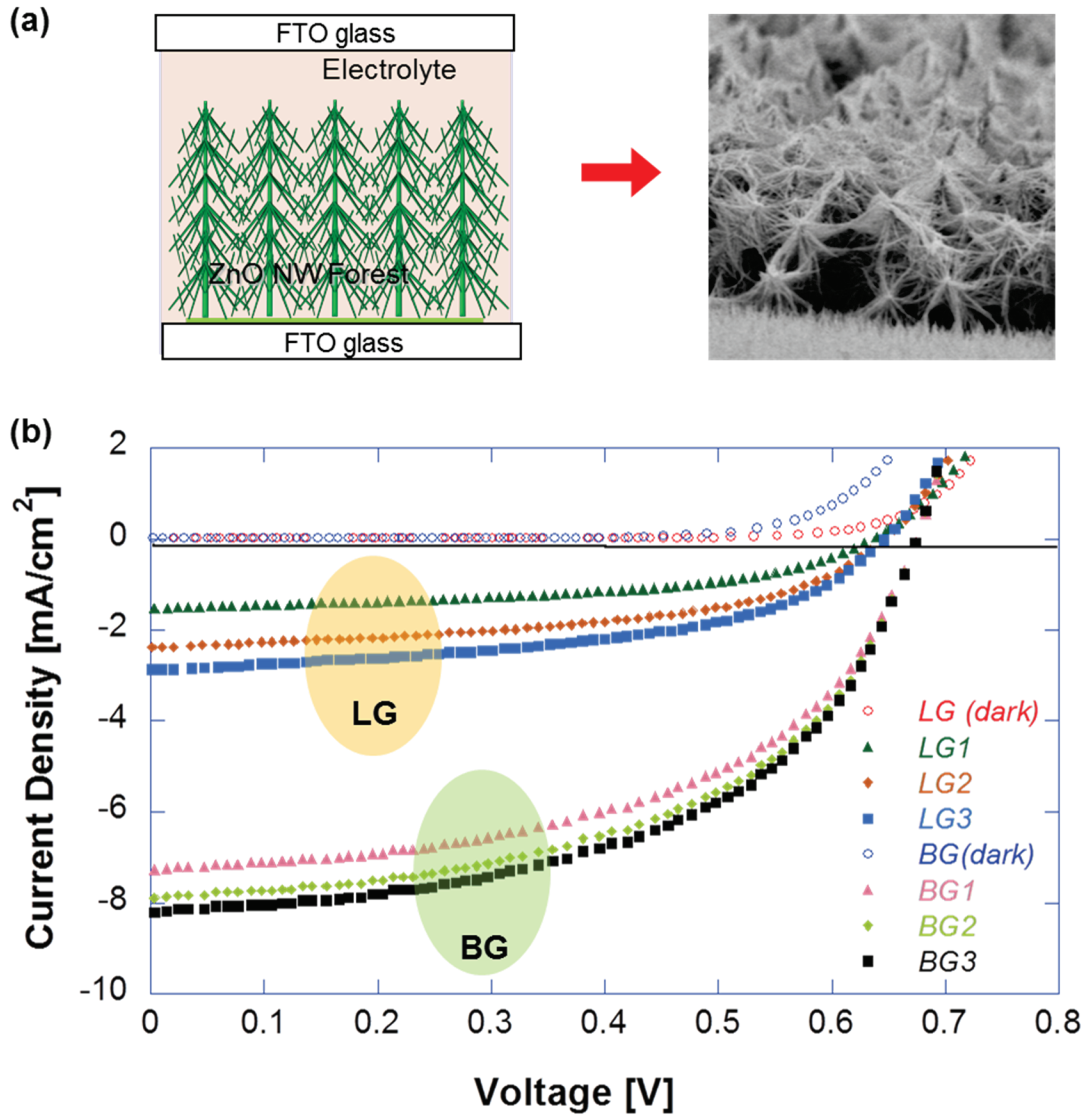 (a)
FTO glass
Electrolyte
ZnO NW Forest
FTO glass
(b)
Current Density [mA/cm²]
2
0
-2
-4
-6
-8
-10
LG
BG
LG (dark)
LG1
LG2
LG3
BG(dark)
BG1
BG2
BG3
0 0.1 0.2 0.3 0.4 0.5 0.6 0.7 0.8
Voltage [V]